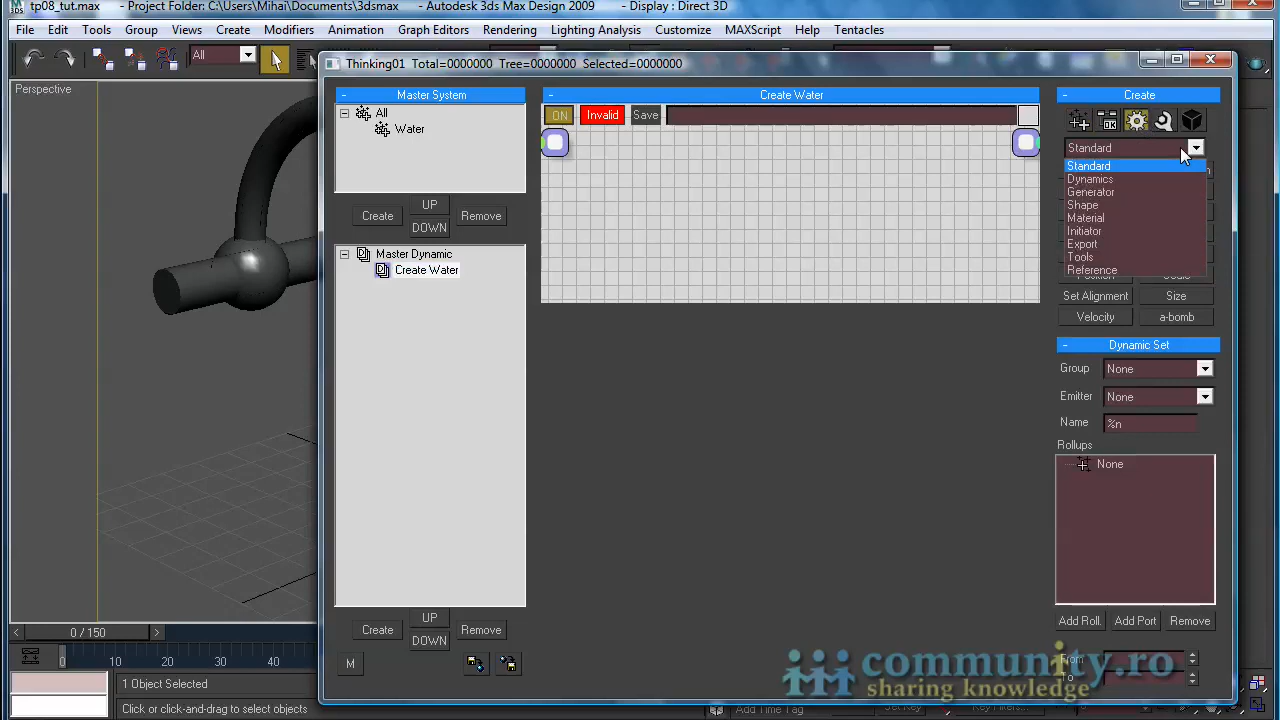 tp08_tut.max - Project Folder: C:\Users\Mihai\Documents\3dsmax - Autodesk 3ds Max Design 2009 - Display : Direct 3D
File Edit Tools Group Views Create Modifiers Animation Graph Editors Rendering Lighting Analysis Customize MAXScript Help Tentacles
All
Thinking01 Total=0000000 Tree=0000000 Selected=0000000
Perspective
- Master System
- Create Water
- Create
All
Water
ON Invalid Save
Standard
Standard
Dynamics
Generator
Shape
Material
Initiator
Export
Tools
Reference
Create UP Remove
DOWN
Master Dynamic
Create Water
Set Alignment Size
Velocity a-bomb
- Dynamic Set
Group None
Emitter None
Name %n
Rollups
None
Add Roll. Add Port Remove
From
To
Create UP Remove
DOWN
M
< 0 / 150 >
0 10 20 30 40
1 Object Selected
Click or click-and-drag to select objects
Add Time Tag
community.ro
sharing knowledge